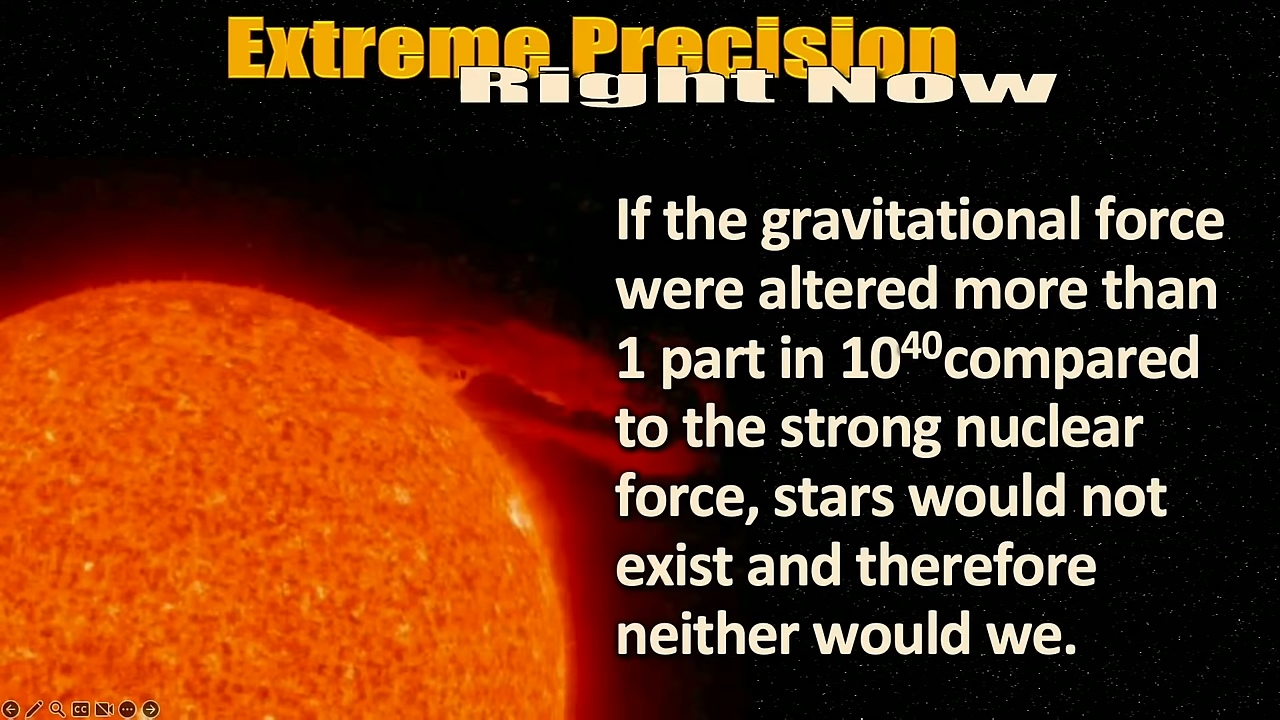 Extreme Precision
Right Now
If the gravitational force
were altered more than
1 part in 10⁴⁰compared
to the strong nuclear
force, stars would not
exist and therefore
neither would we.
CC